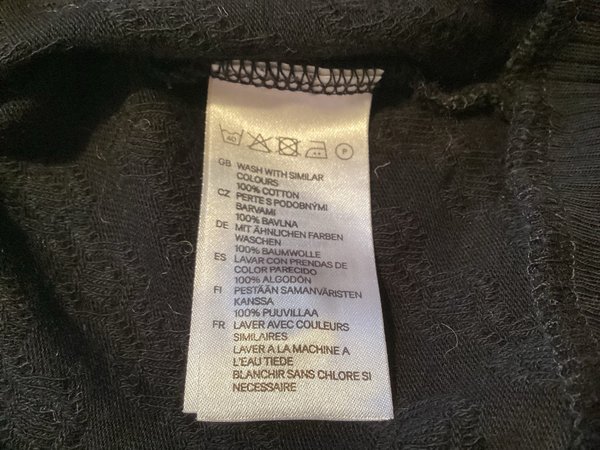 40 P
GB WASH WITH SIMILAR
COLOURS
100% COTTON
CZ PERTE S PODOBNÝMI
BARVAMI
100% BAVLNA
DE MIT ÄHNLICHEN FARBEN
WASCHEN
100% BAUMWOLLE
ES LAVAR CON PRENDAS DE
COLOR PARECIDO
100% ALGODÓN
FI PESTÄÄN SAMANVÄRISTEN
KANSSA
100% PUUVILLAA
FR LAVER AVEC COULEURS
SIMILAIRES
LAVER A LA MACHINE A
L'EAU TIEDE
BLANCHIR SANS CHLORE SI
NECESSAIRE